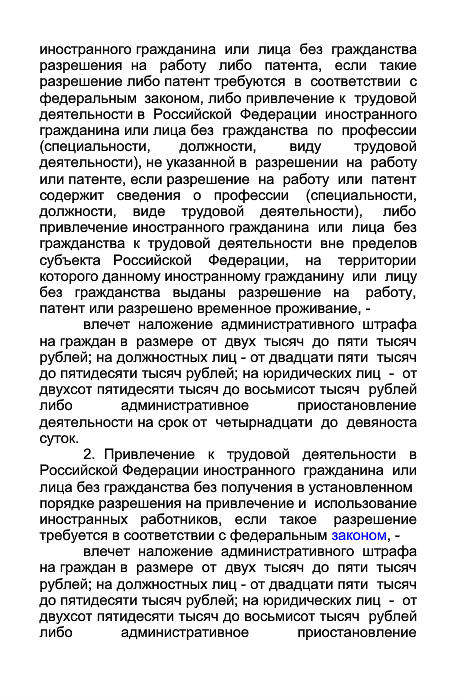 иностранного гражданина или лица без гражданства
разрешения на работу либо патента, если такие
разрешение либо патент требуются в соответствии с
федеральным законом, либо привлечение к трудовой
деятельности в Российской Федерации иностранного
гражданина или лица без гражданства по профессии
(специальности, должности, виду трудовой
деятельности), не указанной в разрешении на работу
или патенте, если разрешение на работу или патент
содержит сведения о профессии (специальности,
должности, виде трудовой деятельности), либо
привлечение иностранного гражданина или лица без
гражданства к трудовой деятельности вне пределов
субъекта Российской Федерации, на территории
которого данному иностранному гражданину или лицу
без гражданства выданы разрешение на работу,
патент или разрешено временное проживание, -
влечет наложение административного штрафа
на граждан в размере от двух тысяч до пяти тысяч
рублей; на должностных лиц - от двадцати пяти тысяч
до пятидесяти тысяч рублей; на юридических лиц - от
двухсот пятидесяти тысяч до восьмисот тысяч рублей
либо административное приостановление
деятельности на срок от четырнадцати до девяноста
суток.
2. Привлечение к трудовой деятельности в
Российской Федерации иностранного гражданина или
лица без гражданства без получения в установленном
порядке разрешения на привлечение и использование
иностранных работников, если такое разрешение
требуется в соответствии с федеральным законом, -
влечет наложение административного штрафа
на граждан в размере от двух тысяч до пяти тысяч
рублей; на должностных лиц - от двадцати пяти тысяч
до пятидесяти тысяч рублей; на юридических лиц - от
двухсот пятидесяти тысяч до восьмисот тысяч рублей
либо административное приостановление